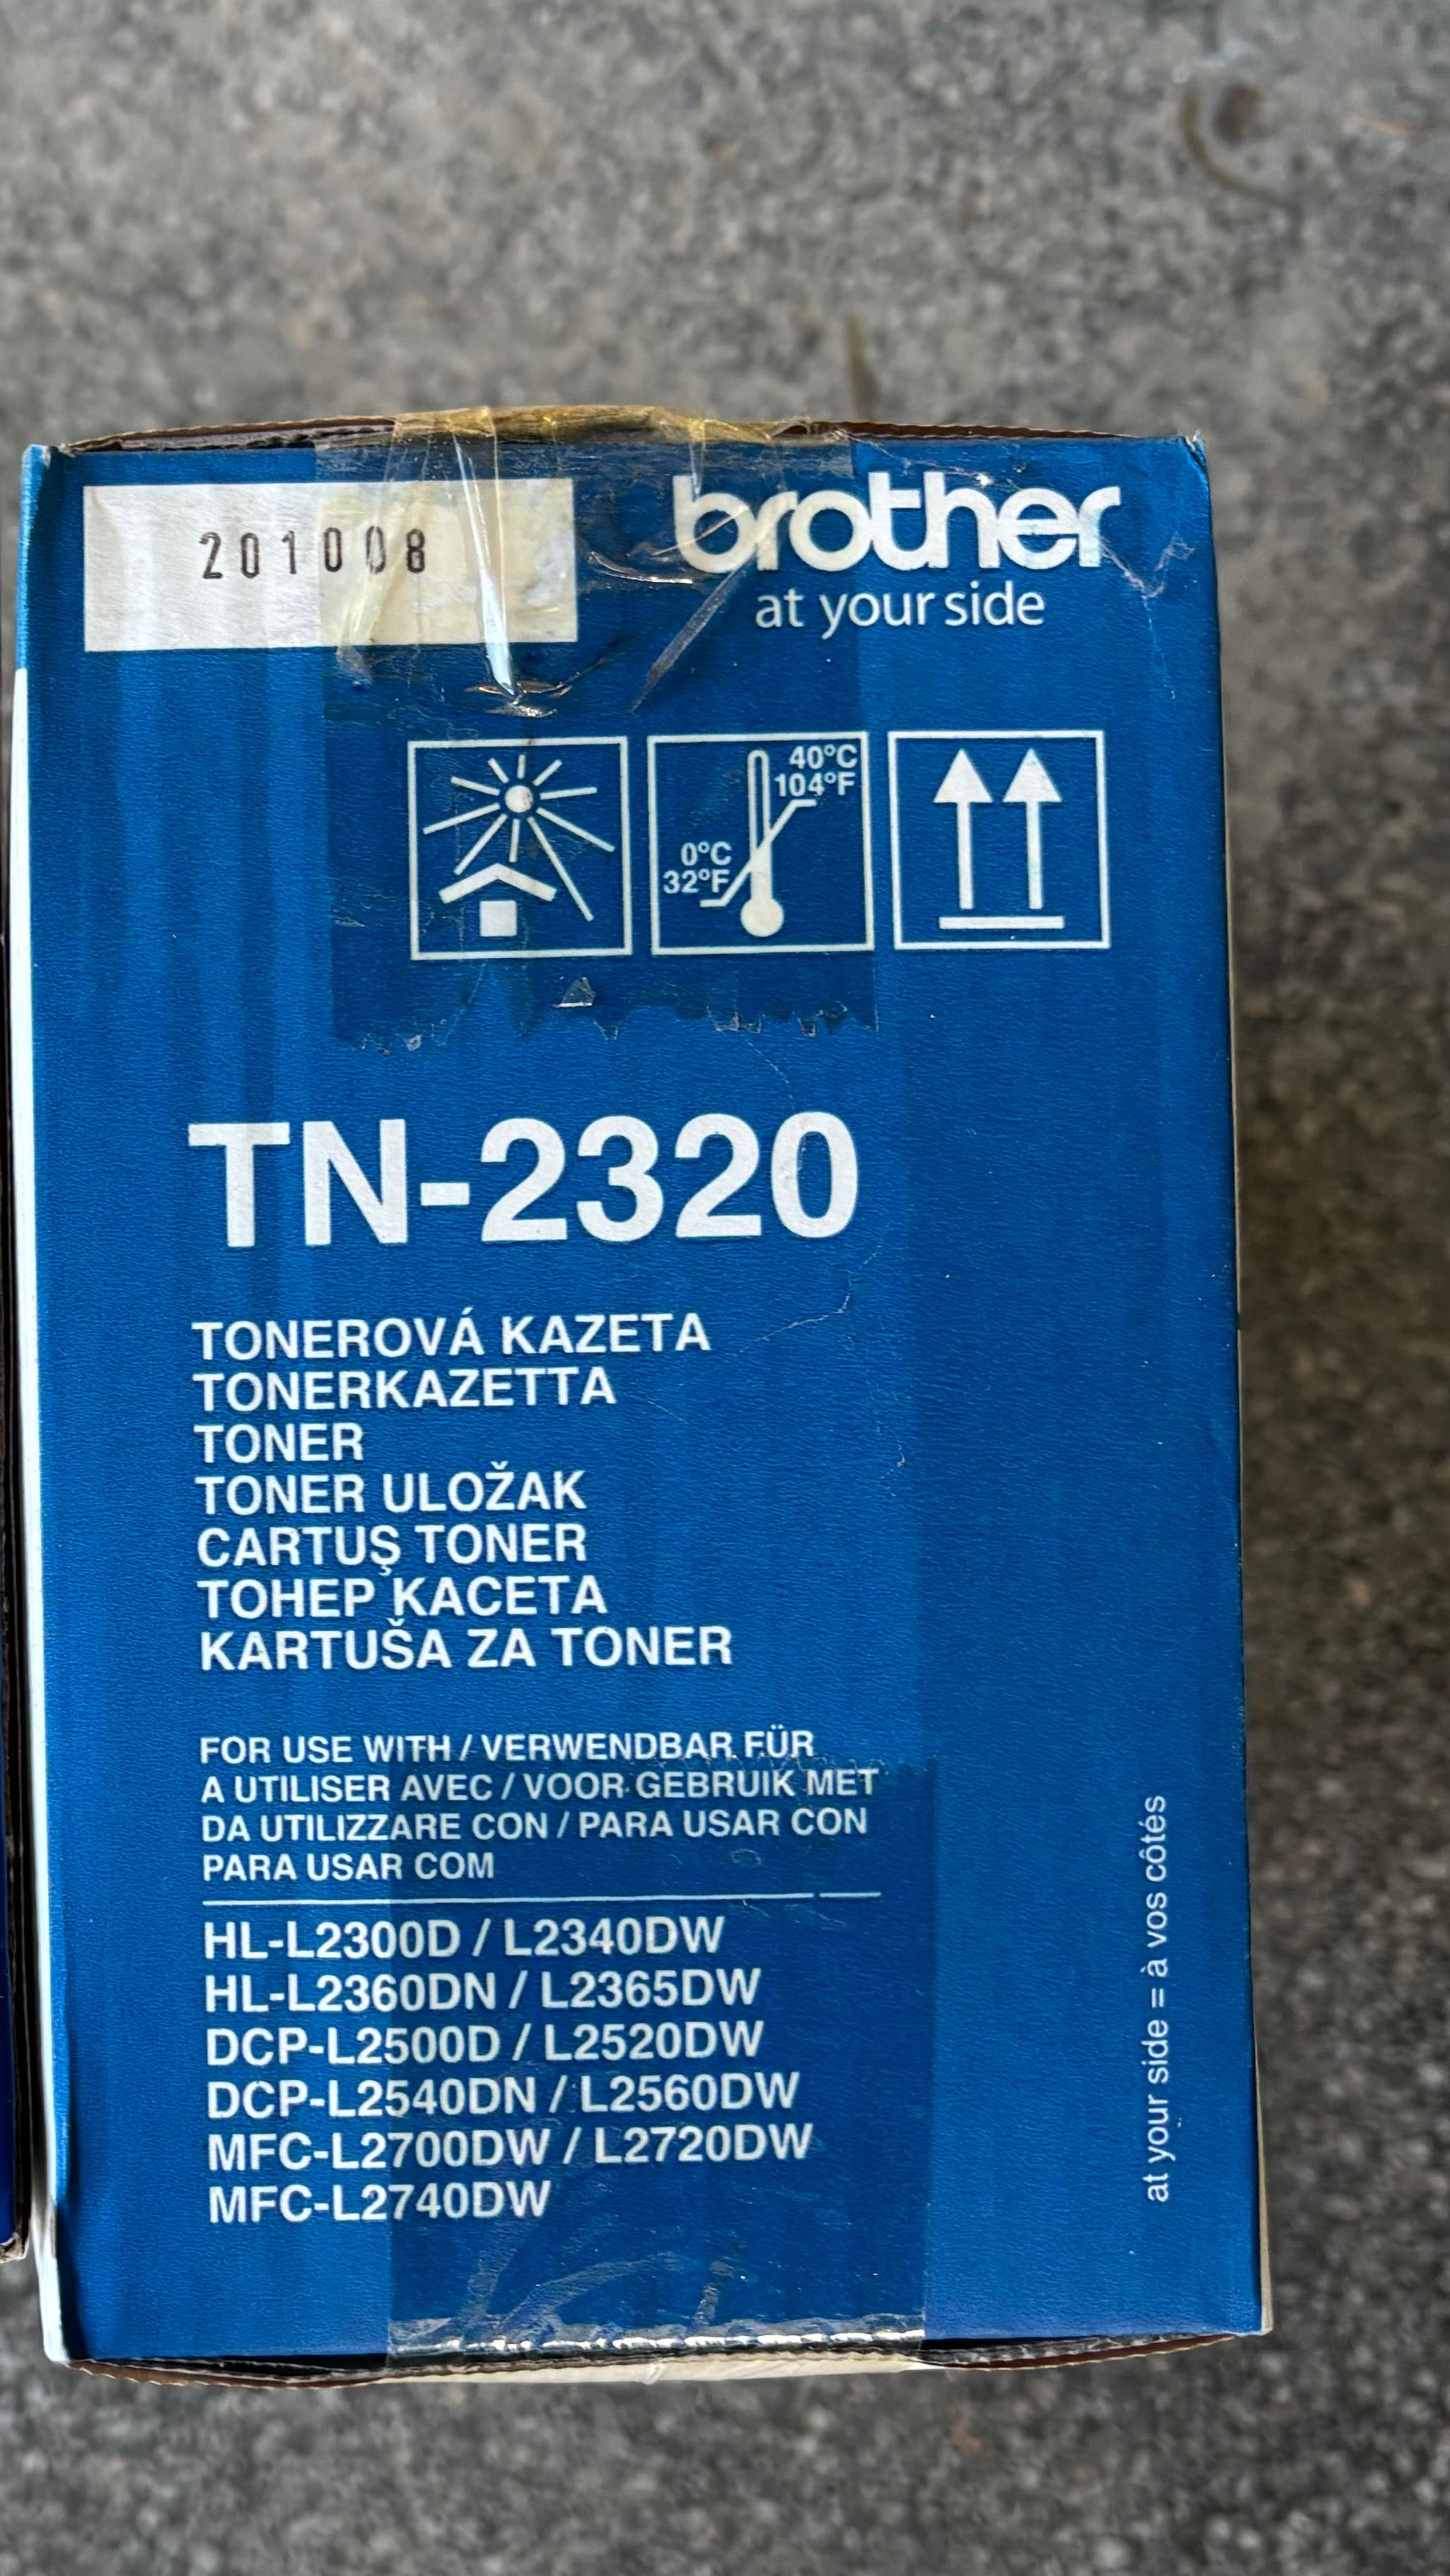 201008
brother
at your side
40°C
104°F
0°C
32°F
TN-2320
TONEROVÁ KAZETA
TONERKAZETTA
TONER
TONER ULOŽAK
CARTUŞ TONER
ТОНЕР КАСЕТА
KARTUŠA ZA TONER
FOR USE WITH / VERWENDBAR FÜR
A UTILISER AVEC / VOOR GEBRUIK MET
DA UTILIZZARE CON / PARA USAR CON
PARA USAR COM
HL-L2300D / L2340DW
HL-L2360DN / L2365DW
DCP-L2500D / L2520DW
DCP-L2540DN / L2560DW
MFC-L2700DW / L2720DW
MFC-L2740DW
at your side = à vos côtés